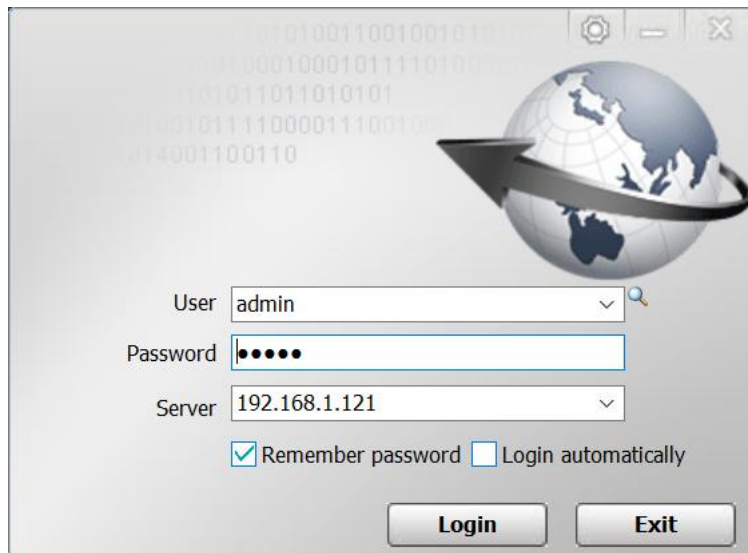 User admin
Password •••••
Server 192.168.1.121
Remember password Login automatically
Login Exit